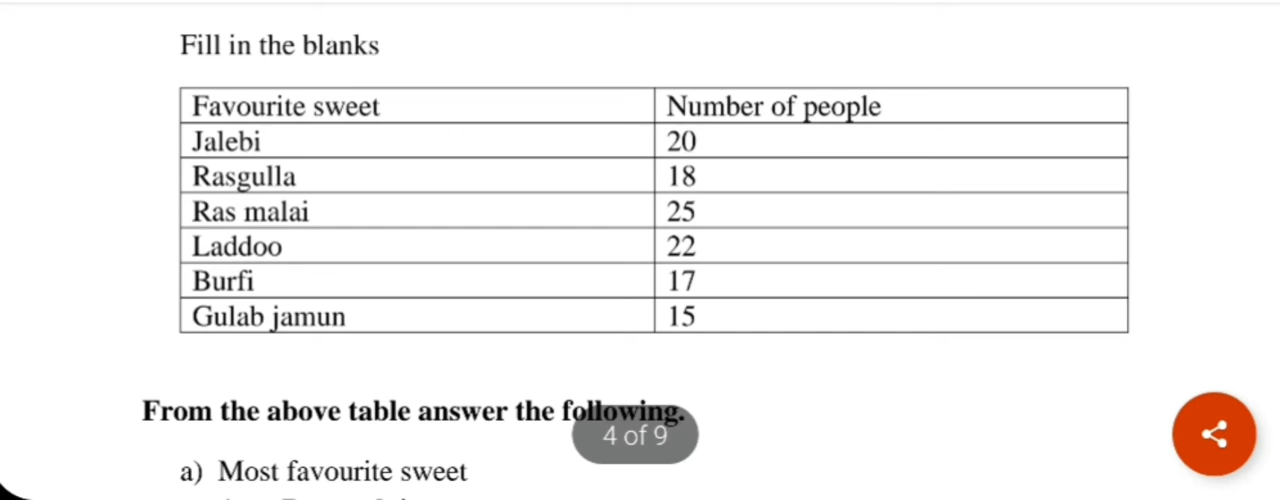 Fill in the blanks
Favourite sweet Number of people
Jalebi 20
Rasgulla 18
Ras malai 25
Laddoo 22
Burfi 17
Gulab jamun 15
From the above table answer the following.
4 of 9
a) Most favourite sweet